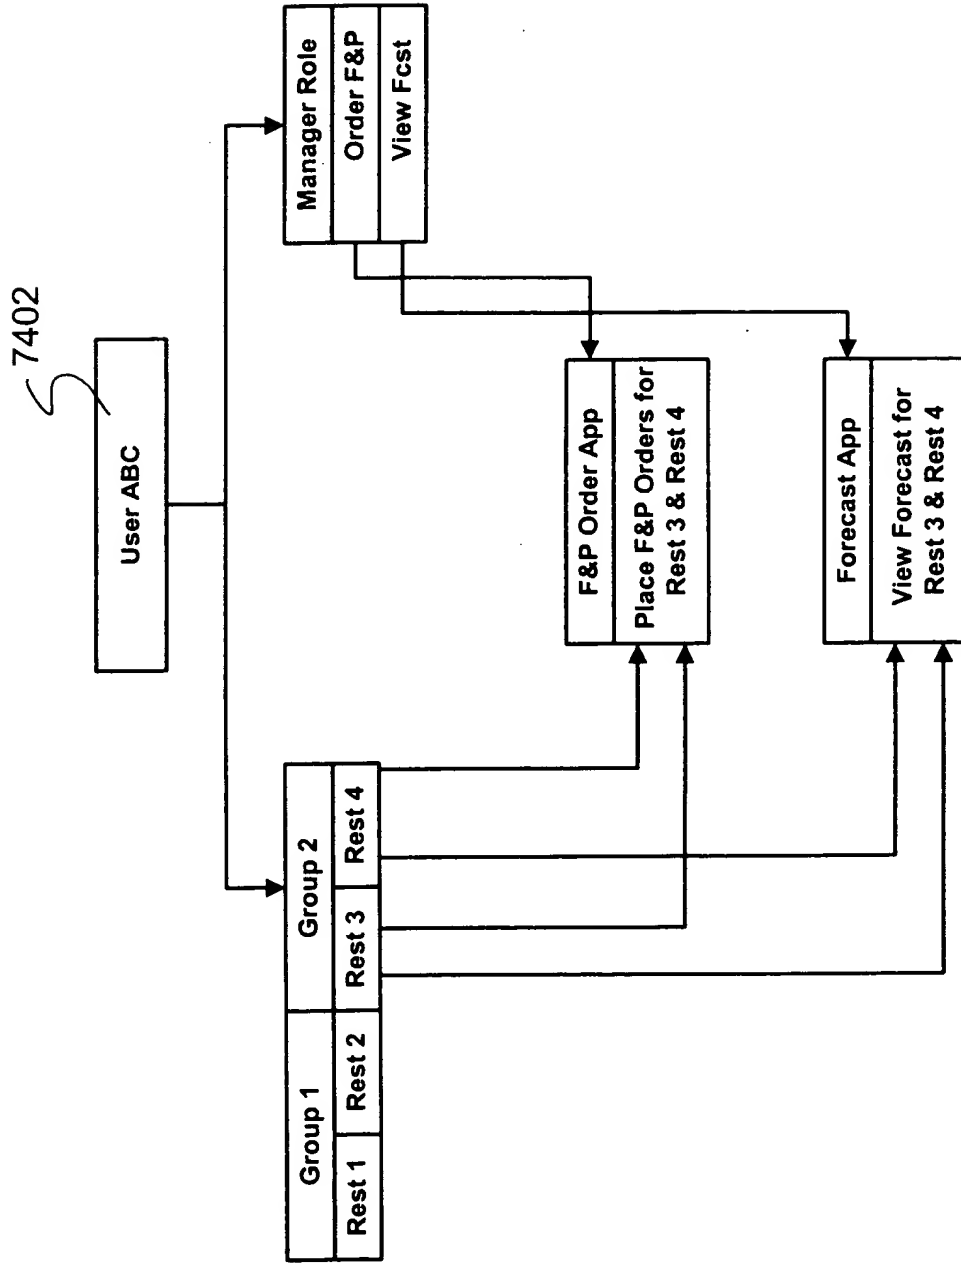 7402
User ABC
Group 1
Group 2
Manager Role
Rest 1
Rest 2
Rest 3
Rest 4
Order F&P
View Fcst
F&P Order App
Place F&P Orders for
Rest 3 & Rest 4
Forecast App
View Forecast for
Rest 3 & Rest 4